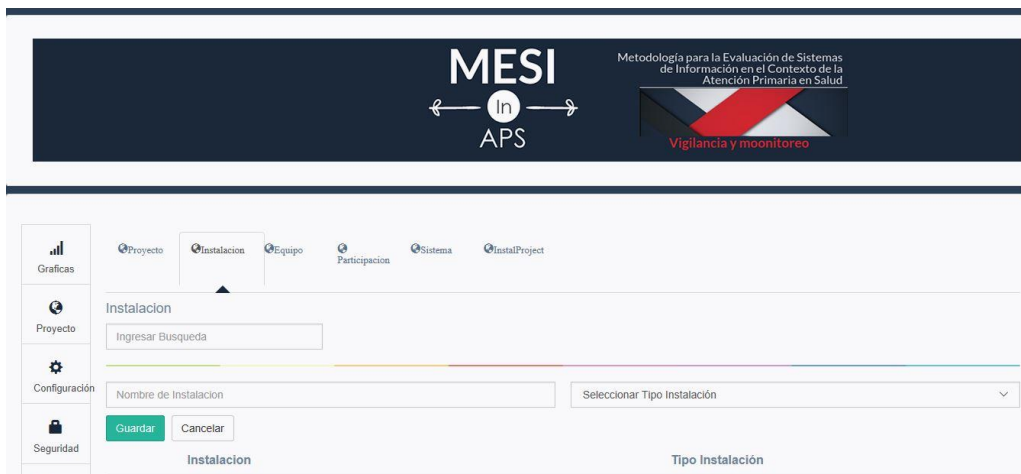 MESI
In
APS
Metodología para la Evaluación de Sistemas
de Información en el Contexto de la
Atención Primaria en Salud
Vigilancia y moonitoreo
Graficas
Proyecto
Configuración
Seguridad
Proyecto
Instalacion
Equipo
Participacion
Sistema
InstalProject
Instalacion
Ingresar Busqueda
Nombre de Instalacion
Seleccionar Tipo Instalación
Guardar
Cancelar
Instalacion
Tipo Instalación